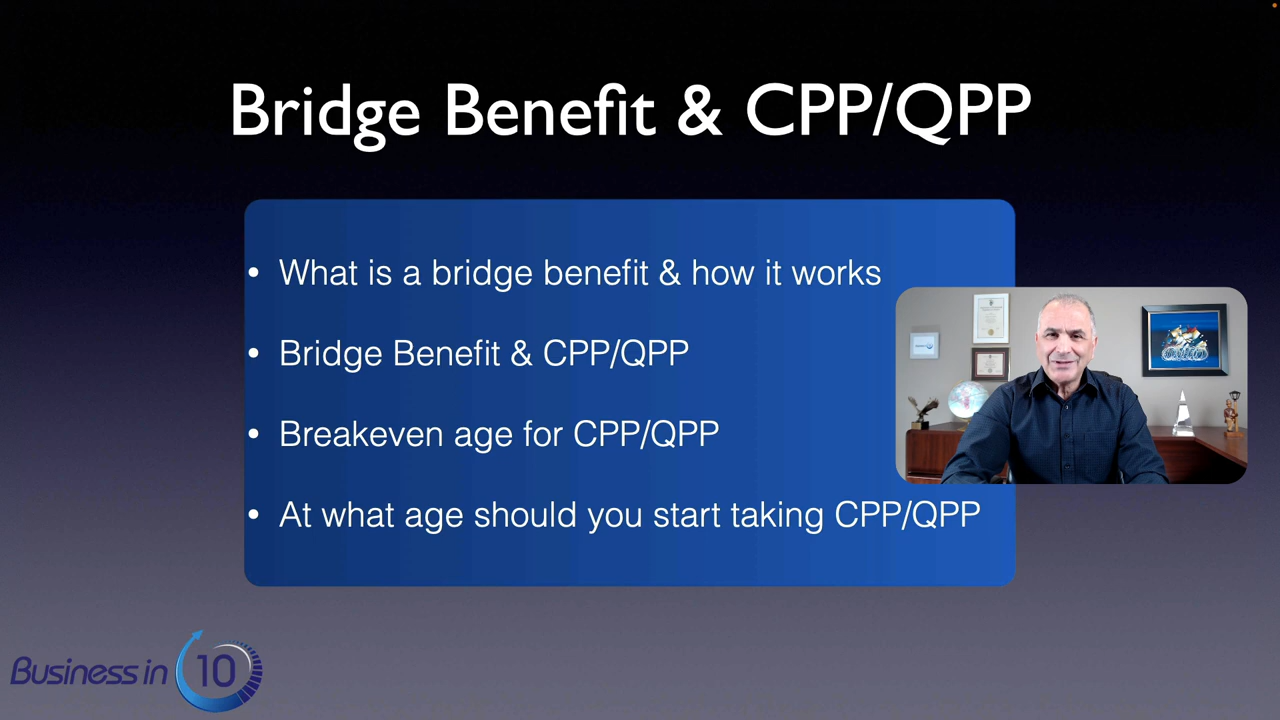 Bridge Benefit & CPP/QPP
• What is a bridge benefit & how it works
• Bridge Benefit & CPP/QPP
• Breakeven age for CPP/QPP
• At what age should you start taking CPP/QPP
Business in 10